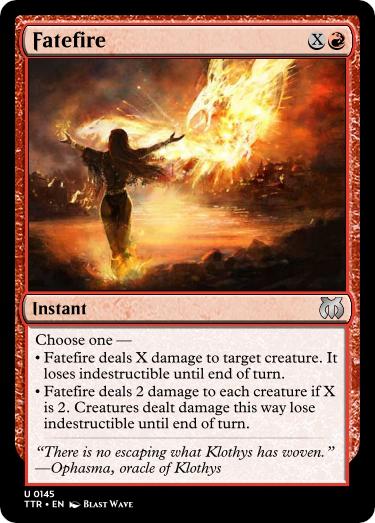 Fatefire X
Instant
Choose one —
• Fatefire deals X damage to target creature. It
loses indestructible until end of turn.
• Fatefire deals 2 damage to each creature if X
is 2. Creatures dealt damage this way lose
indestructible until end of turn.
“There is no escaping what Klothys has woven.”
—Ophasma, oracle of Klothys
U 0145
TTR • EN Blast Wave